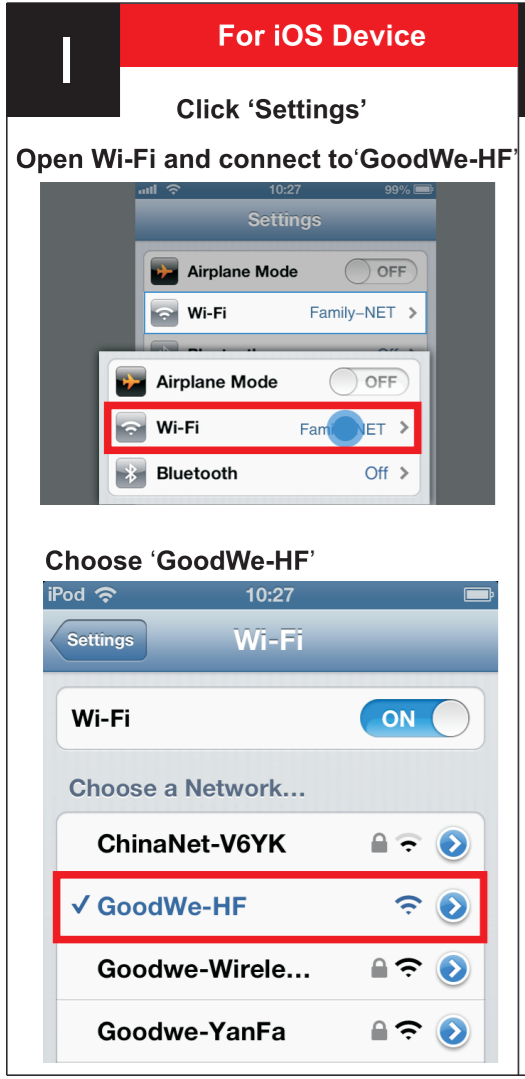 I
For iOS Device
Click ‘Settings’
Open Wi-Fi and connect to‘GoodWe-HF’
10:27 99%
Settings
Airplane Mode OFF
Wi-Fi Family–NET
Airplane Mode OFF
Wi-Fi
Bluetooth Off
Choose ‘GoodWe-HF’
iPod 10:27
Settings Wi-Fi
Wi-Fi ON
Choose a Network...
ChinaNet-V6YK
✓ GoodWe-HF
Goodwe-Wirele...
Goodwe-YanFa